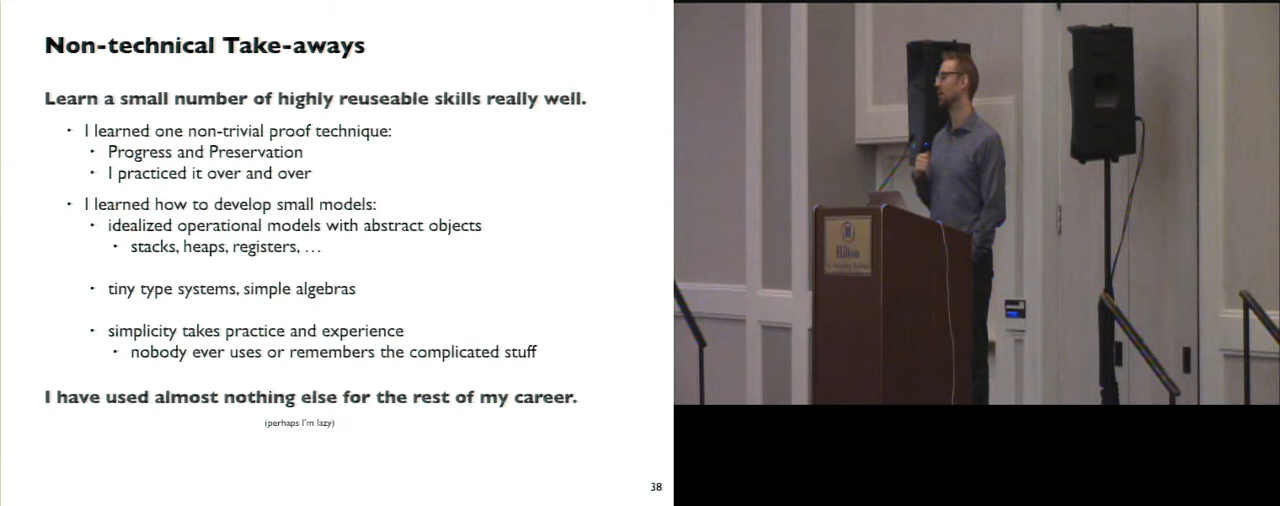 Non-technical Take-aways
Learn a small number of highly reuseable skills really well.
• I learned one non-trivial proof technique:
• Progress and Preservation
• I practiced it over and over
• I learned how to develop small models:
• idealized operational models with abstract objects
• stacks, heaps, registers, …
• tiny type systems, simple algebras
• simplicity takes practice and experience
• nobody ever uses or remembers the complicated stuff
I have used almost nothing else for the rest of my career.
(perhaps I'm lazy)
38
Hilton